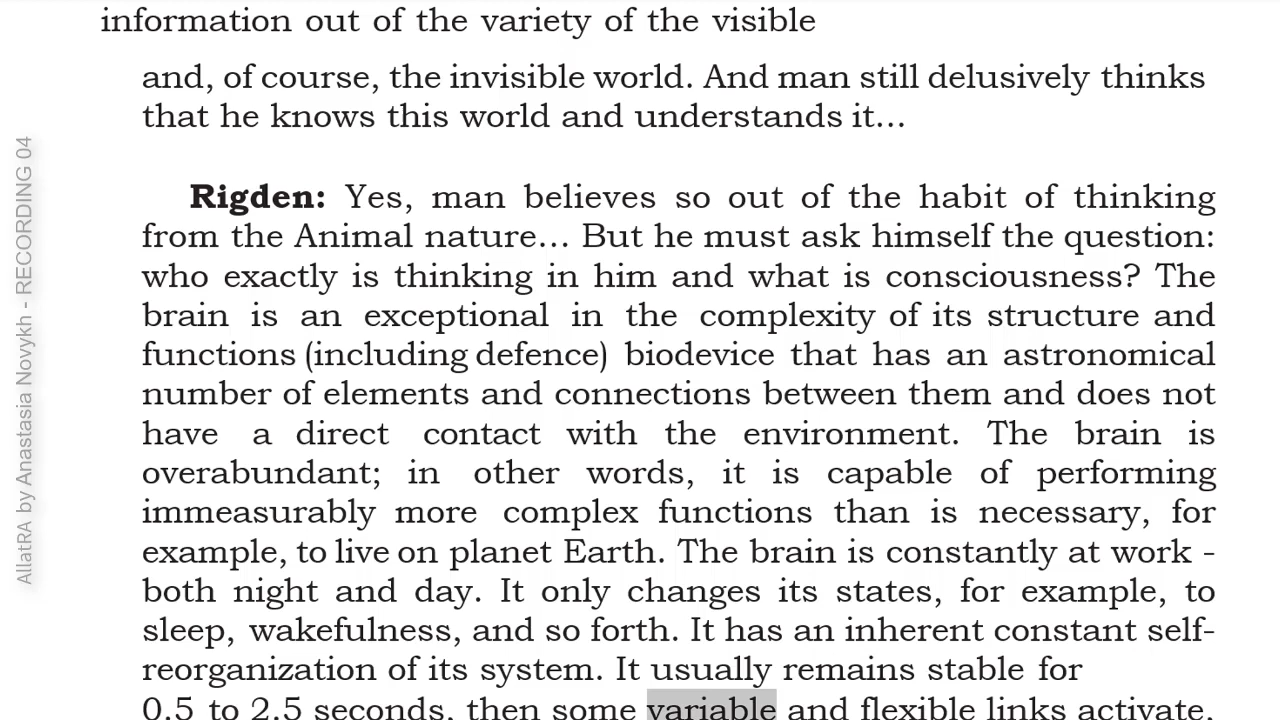 information out of the variety of the visible
and, of course, the invisible world. And man still delusively thinks
that he knows this world and understands it...
Rigden: Yes, man believes so out of the habit of thinking
from the Animal nature... But he must ask himself the question:
who exactly is thinking in him and what is consciousness? The
brain is an exceptional in the complexity of its structure and
functions (including defence) biodevice that has an astronomical
number of elements and connections between them and does not
have a direct contact with the environment. The brain is
overabundant; in other words, it is capable of performing
immeasurably more complex functions than is necessary, for
example, to live on planet Earth. The brain is constantly at work -
both night and day. It only changes its states, for example, to
sleep, wakefulness, and so forth. It has an inherent constant self-
reorganization of its system. It usually remains stable for
0.5 to 2.5 seconds, then some variable and flexible links activate.
AllatRA by Anastasia Novykh - RECORDING 04